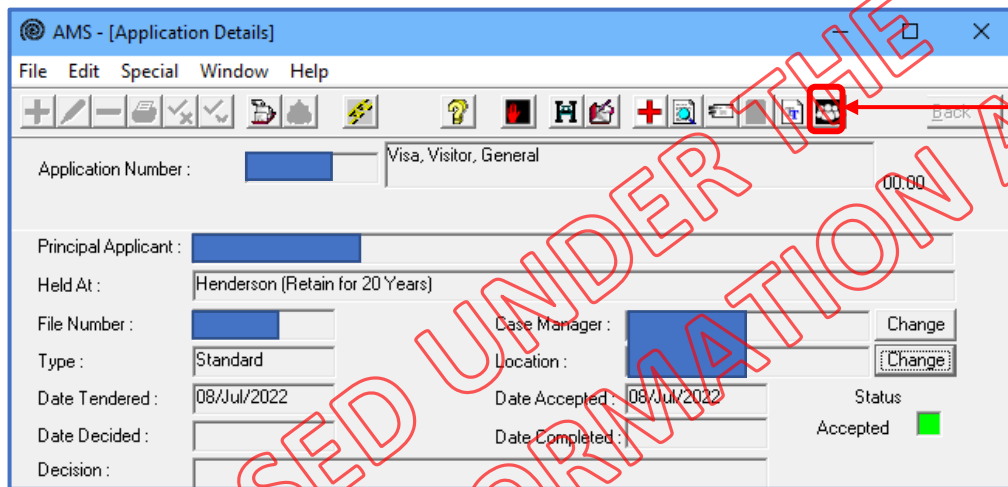 AMS - [Application Details]
File Edit Special Window Help
Back
Application Number :
Visa, Visitor, General
00:00
Principal Applicant :
Held At :
Henderson (Retain for 20 Years)
File Number :
Case Manager :
Change
Type :
Standard
Location :
Change
Date Tendered :
08/Jul/2022
Date Accepted :
08/Jul/2022
Status
Date Decided :
Date Completed :
Accepted
Decision :
SED UNDER THE
ORMATION A